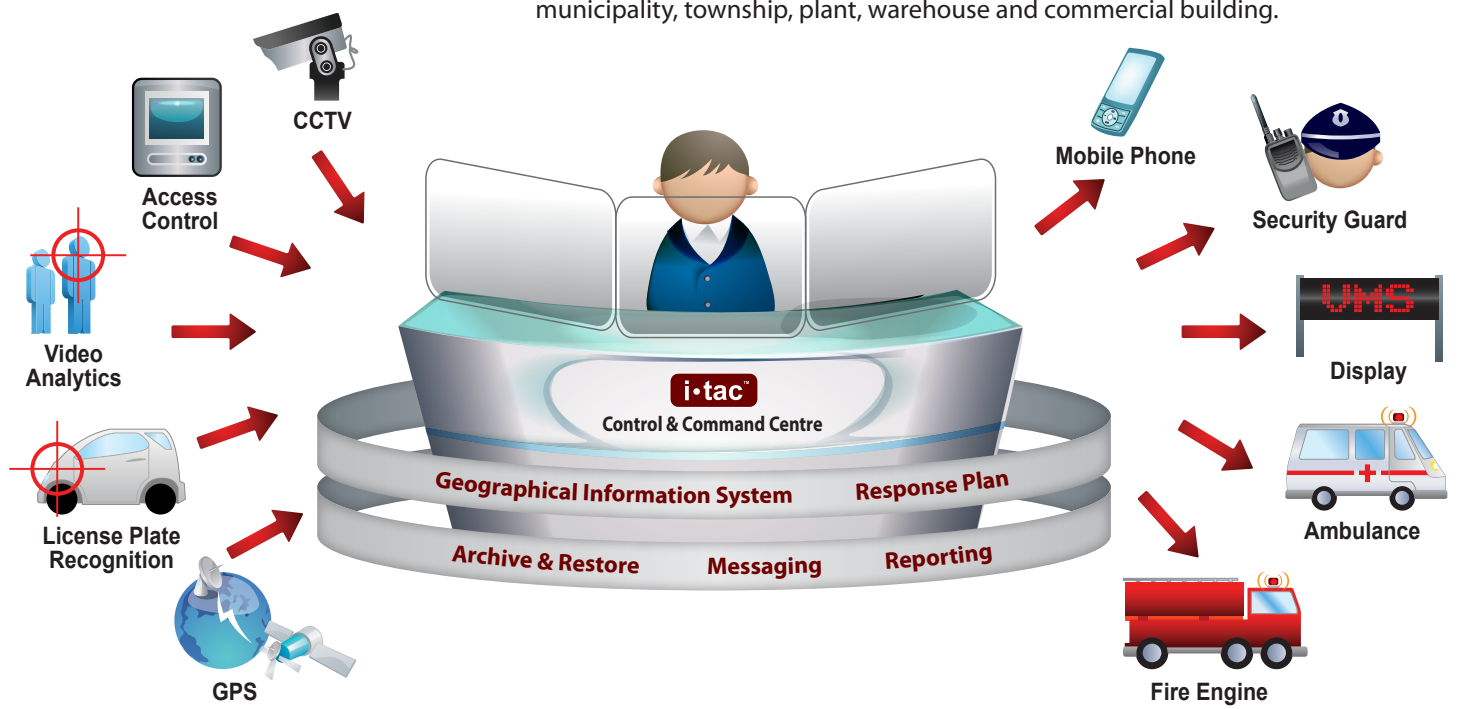 municipality, township, plant, warehouse and commercial building.
CCTV
Access
Control
Video
Analytics
License Plate
Recognition
GPS
i•tac™
Control & Command Centre
Geographical Information System
Response Plan
Archive & Restore
Messaging
Reporting
Mobile Phone
Security Guard
VMS
Display
Ambulance
Fire Engine